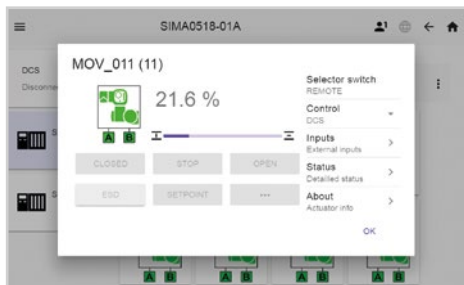 SIMA0518-01A
DCS
MOV_011 (11)
21.6 %
A B
CLOSED STOP OPEN
ESD SETPOINT ...
Selector switch
REMOTE
Control
DCS
Inputs
External inputs
Status
Detailed status
About
Actuator info
OK
A B A B A B A B